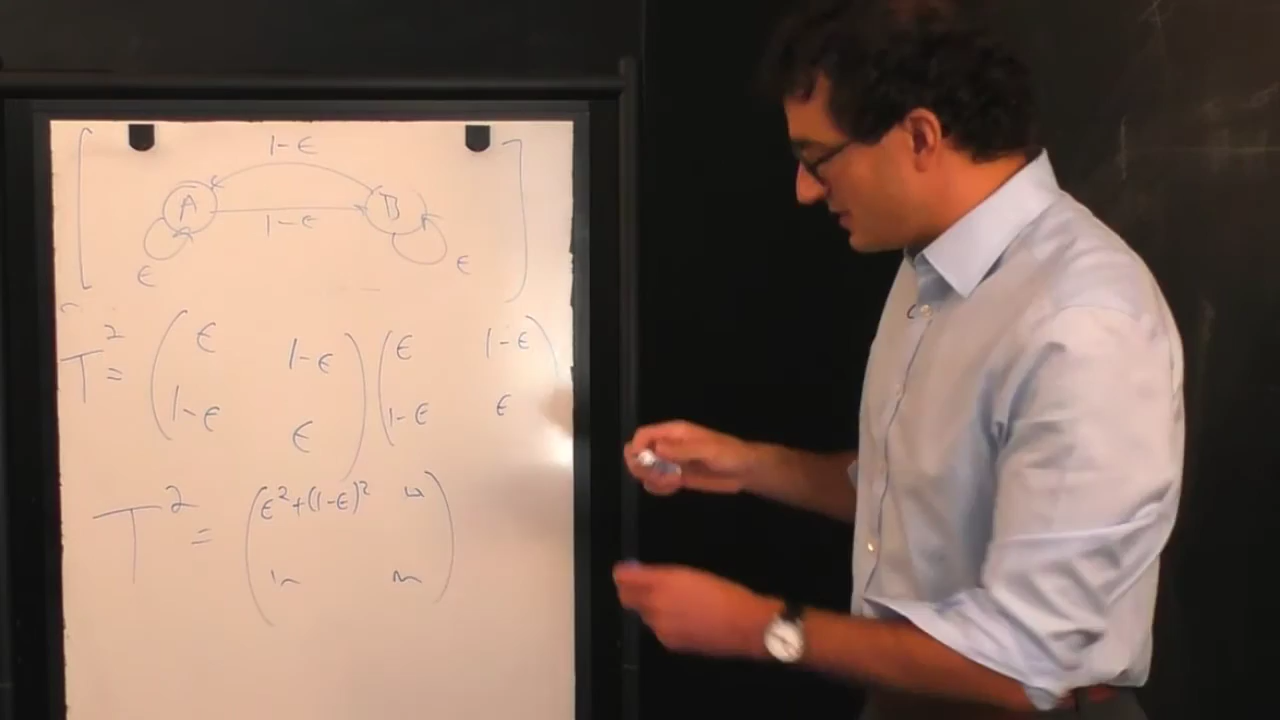 1-ϵ
A B
1-ϵ
ϵ ϵ
T² = (ϵ 1-ϵ) (ϵ 1-ϵ)
1-ϵ ϵ 1-ϵ ϵ
T² = (ϵ²+(1-ϵ)²)